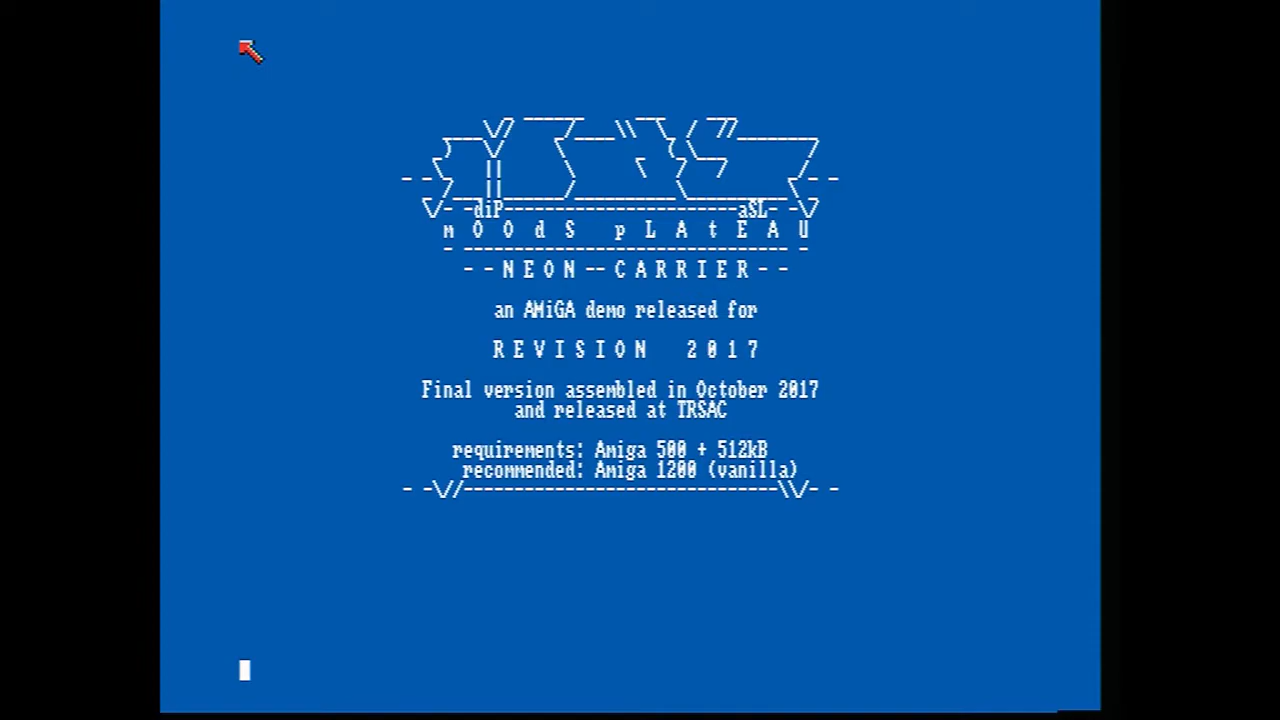 diP aSL
mOOdS pLAtEAU
- - N E O N -- C A R R I E R - -
an AMiGA demo released for
R E V I S I O N 2 0 1 7
Final version assembled in October 2017
and released at TRSAC
requirements: Amiga 500 + 512kB
recommended: Amiga 1200 (vanilla)